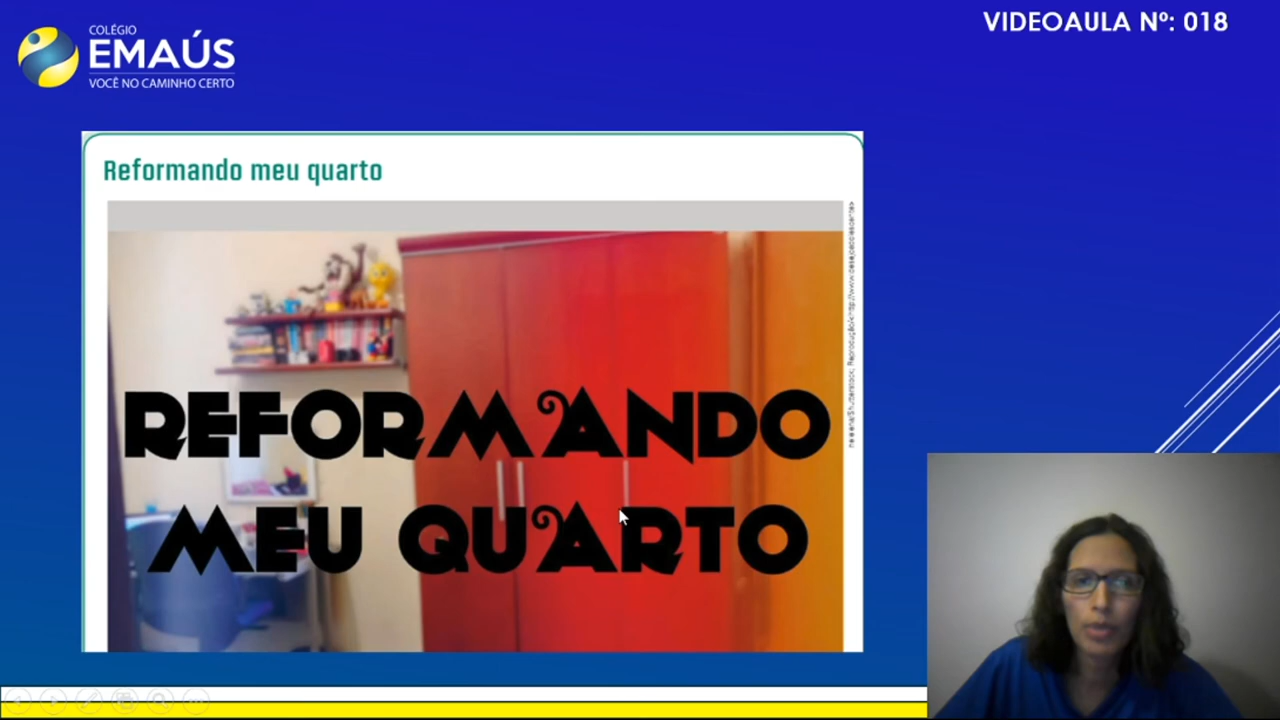 COLÉGIO
EMAÚS
VOCÊ NO CAMINHO CERTO
VIDEOAULA Nº: 018
Reformando meu quarto
REFORMANDO
MEU QUARTO